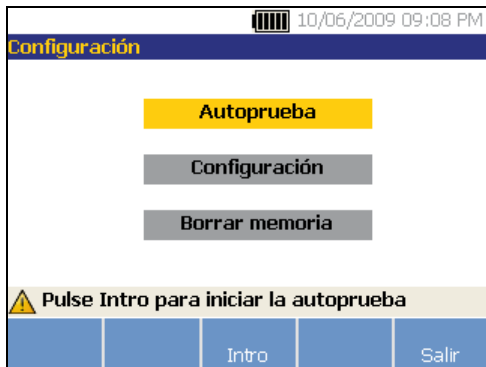 10/06/2009 09:08 PM
Configuración
Autoprueba
Configuración
Borrar memoria
Pulse Intro para iniciar la autoprueba
Intro Salir